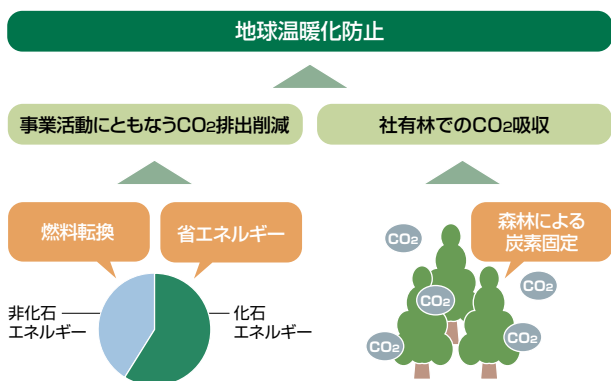 地球温暖化防止
事業活動にともなうCO₂排出削減
社有林でのCO₂吸収
燃料転換
省エネルギー
森林による
炭素固定
非化石
エネルギー
化石
エネルギー
CO₂
CO₂
CO₂
CO₂
CO₂